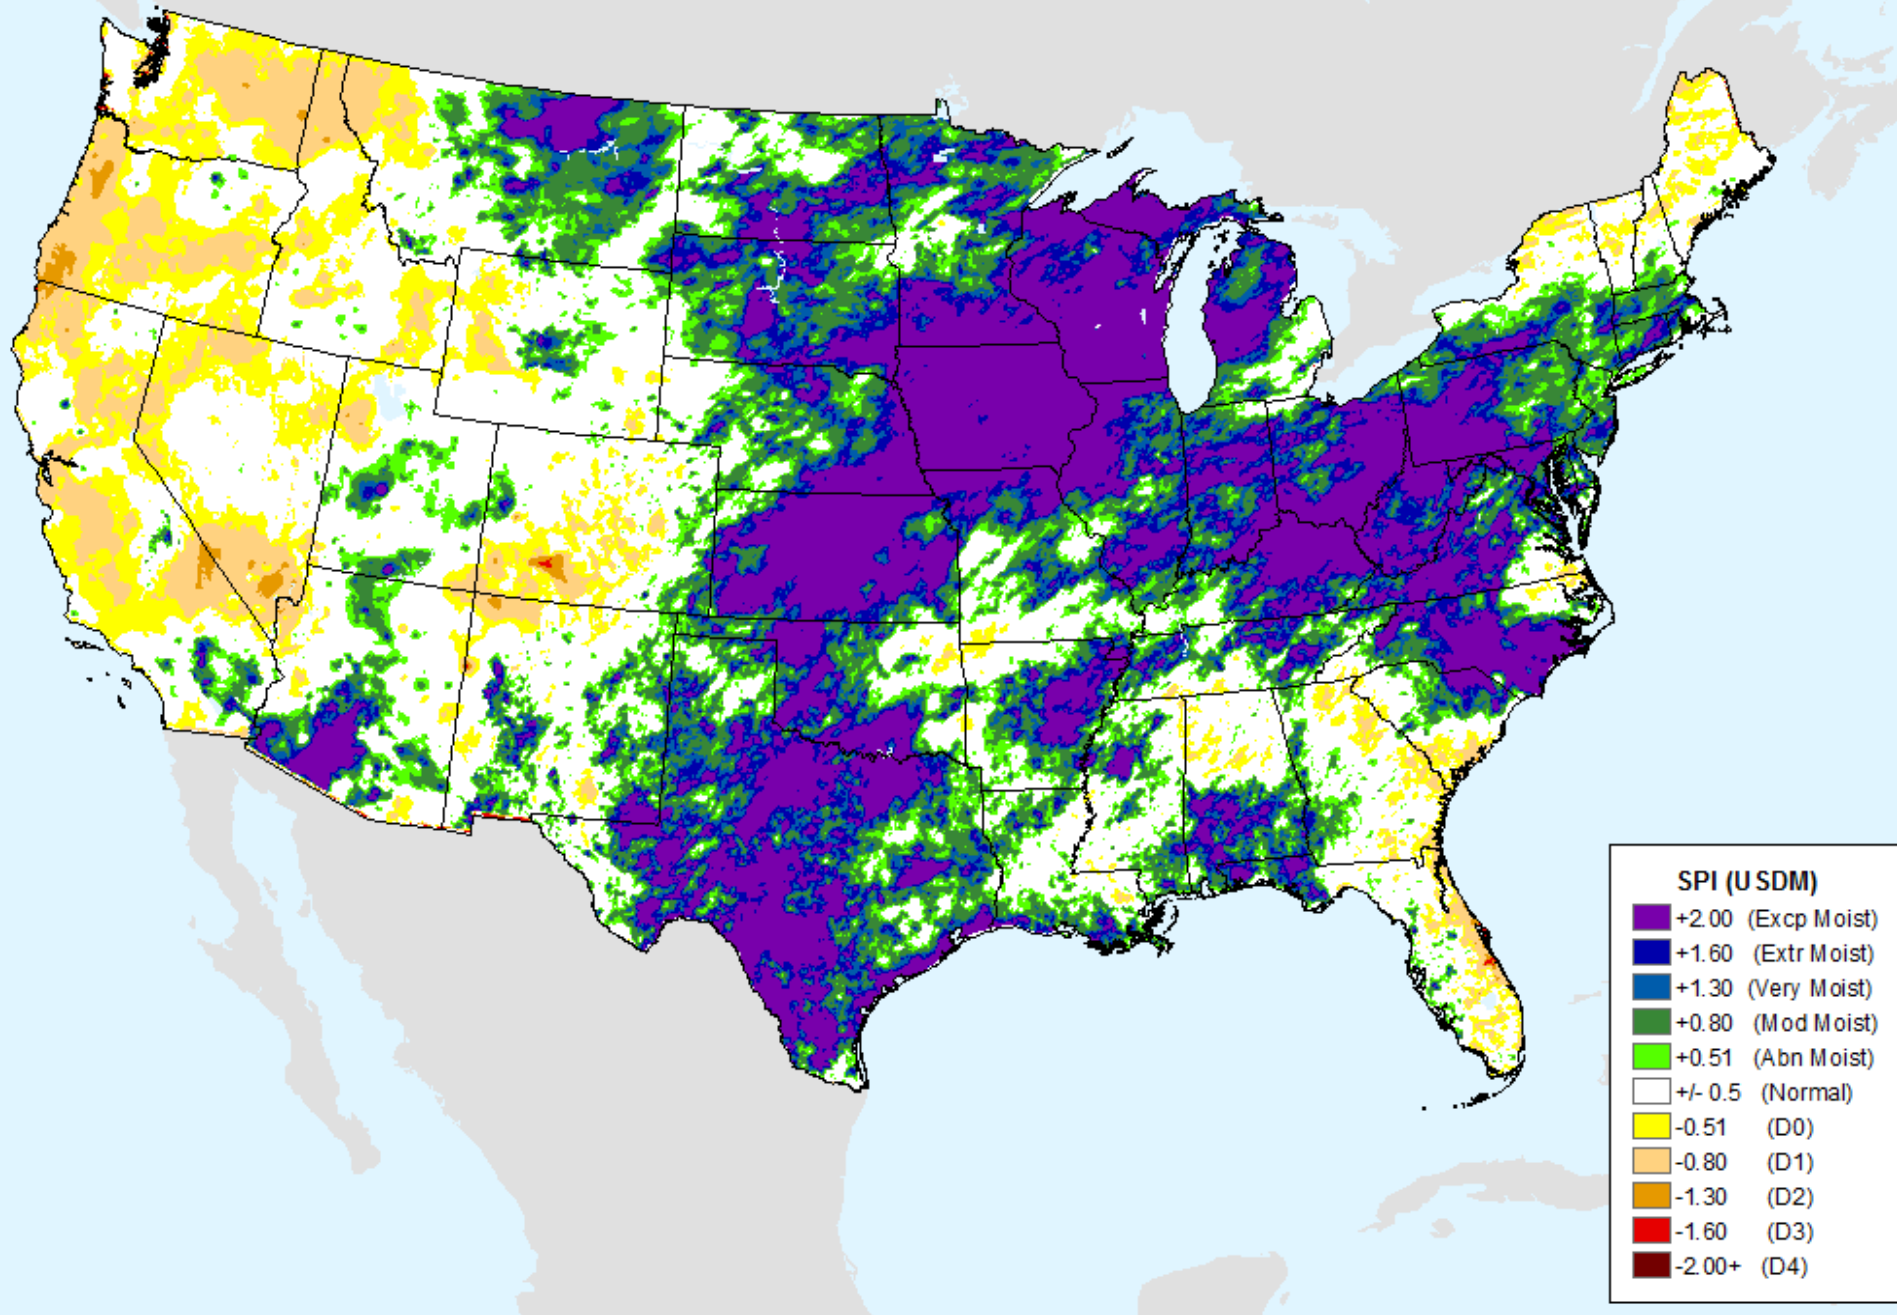 SPI (USDM)
+2.00 (Excp Moist)
+1.60 (Extr Moist)
+1.30 (Very Moist)
+0.80 (Mod Moist)
+0.51 (Abn Moist)
+/- 0.5 (Normal)
-0.51 (D0)
-0.80 (D1)
-1.30 (D2)
-1.60 (D3)
-2.00+ (D4)